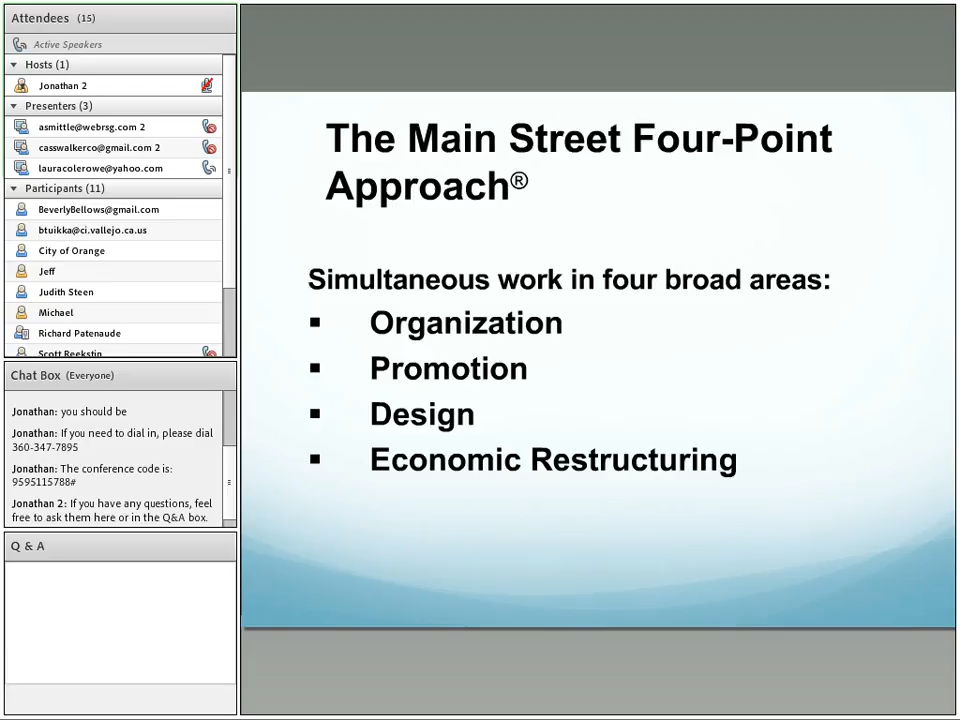 Attendees (15)
Active Speakers
Hosts (1)
Jonathan 2
Presenters (3)
asmittle@webrsg.com 2
casswalkerco@gmail.com 2
lauracolerowe@yahoo.com
Participants (11)
BeverlyBellows@gmail.com
btuikka@ci.vallejo.ca.us
City of Orange
Jeff
Judith Steen
Michael
Richard Patenaude
Scott Reekstin
Chat Box (Everyone)
Jonathan: you should be
Jonathan: If you need to dial in, please dial
360-347-7895
Jonathan: The conference code is:
9595115788#
Jonathan 2: If you have any questions, feel
free to ask them here or in the Q&A box.
Q & A
The Main Street Four-Point
Approach®
Simultaneous work in four broad areas:
▪ Organization
▪ Promotion
▪ Design
▪ Economic Restructuring